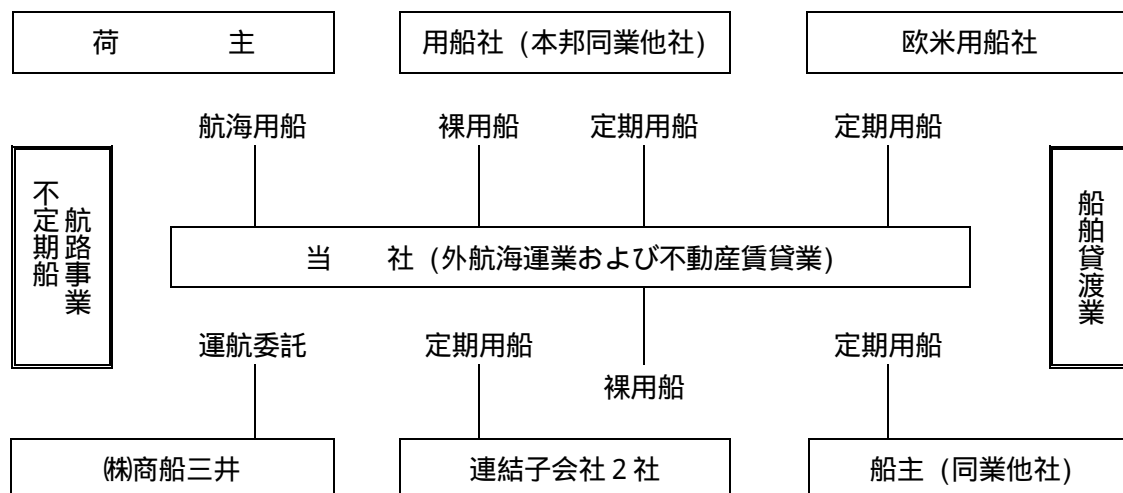 荷　主
用船社 (本邦同業他社)
欧米用船社
航海用船
裸用船
定期用船
定期用船
不定期船
航路事業
船舶貸渡業
当　社 (外航海運業および不動産賃貸業)
運航委託
定期用船
裸用船
定期用船
㈱商船三井
連結子会社2社
船主 (同業他社)